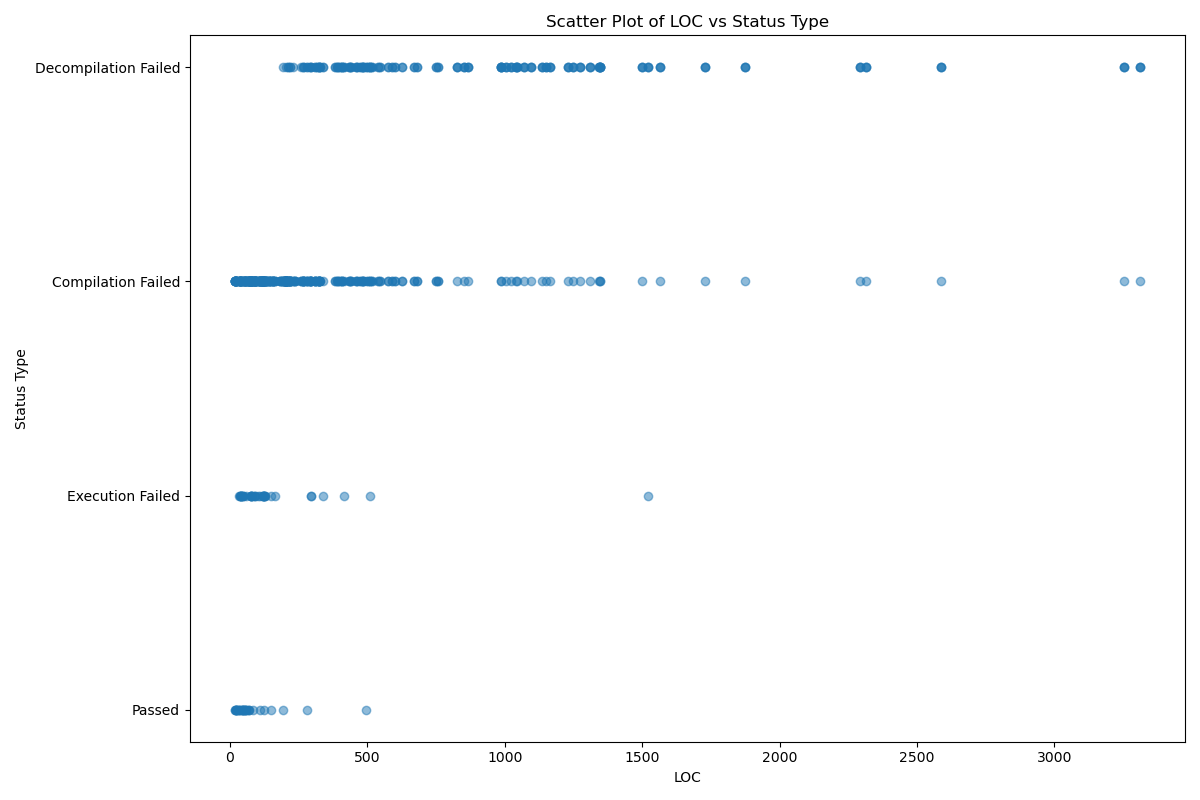 Scatter Plot of LOC vs Status Type
Decompilation Failed
Compilation Failed
Execution Failed
Passed
Status Type
0 500 1000 1500 2000 2500 3000
LOC